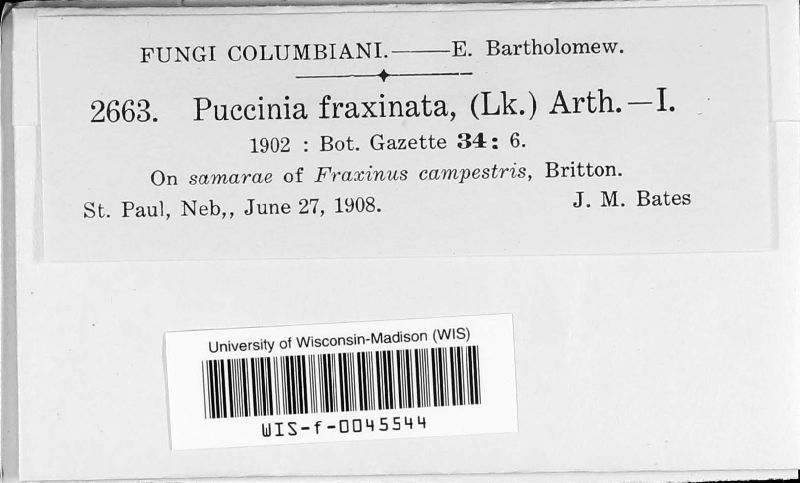 FUNGI COLUMBIANI.——E. Bartholomew.
2663. Puccinia fraxinata, (Lk.) Arth.—I.
1902 : Bot. Gazette 34: 6.
On samarae of Fraxinus campestris, Britton.
St. Paul, Neb,, June 27, 1908. J. M. Bates
University of Wisconsin-Madison (WIS)
WIS-f-0045544